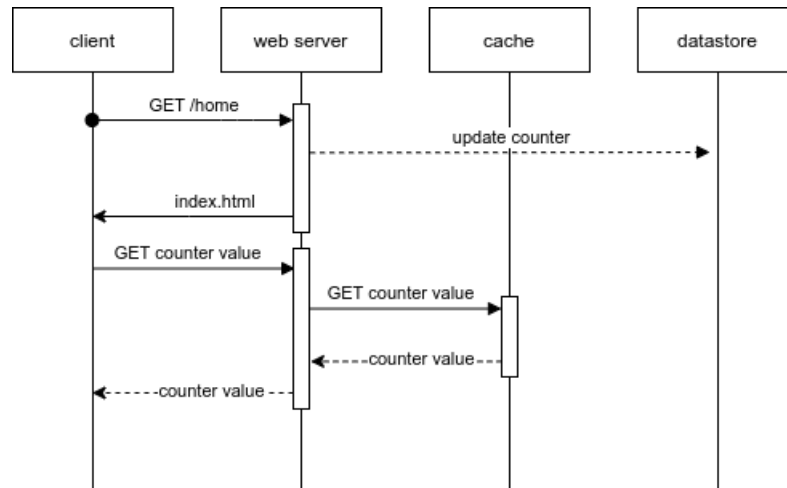 client
web server
cache
datastore
GET /home
update counter
index.html
GET counter value
GET counter value
counter value
counter value